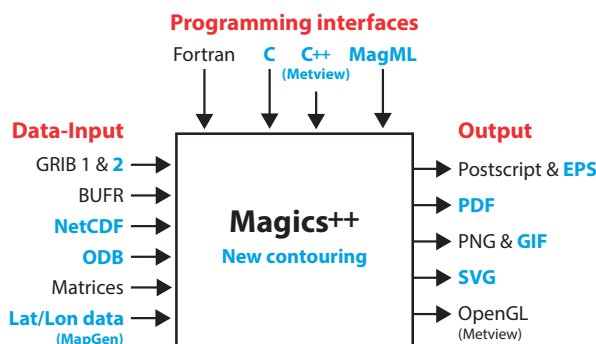 Programming interfaces
Fortran C C++ MagML
(Metview)
Data-Input
GRIB 1 & 2
BUFR
NetCDF
ODB
Matrices
Lat/Lon data
(MapGen)
Magics++
New contouring
Output
Postscript & EPS
PDF
PNG & GIF
SVG
OpenGL
(Metview)